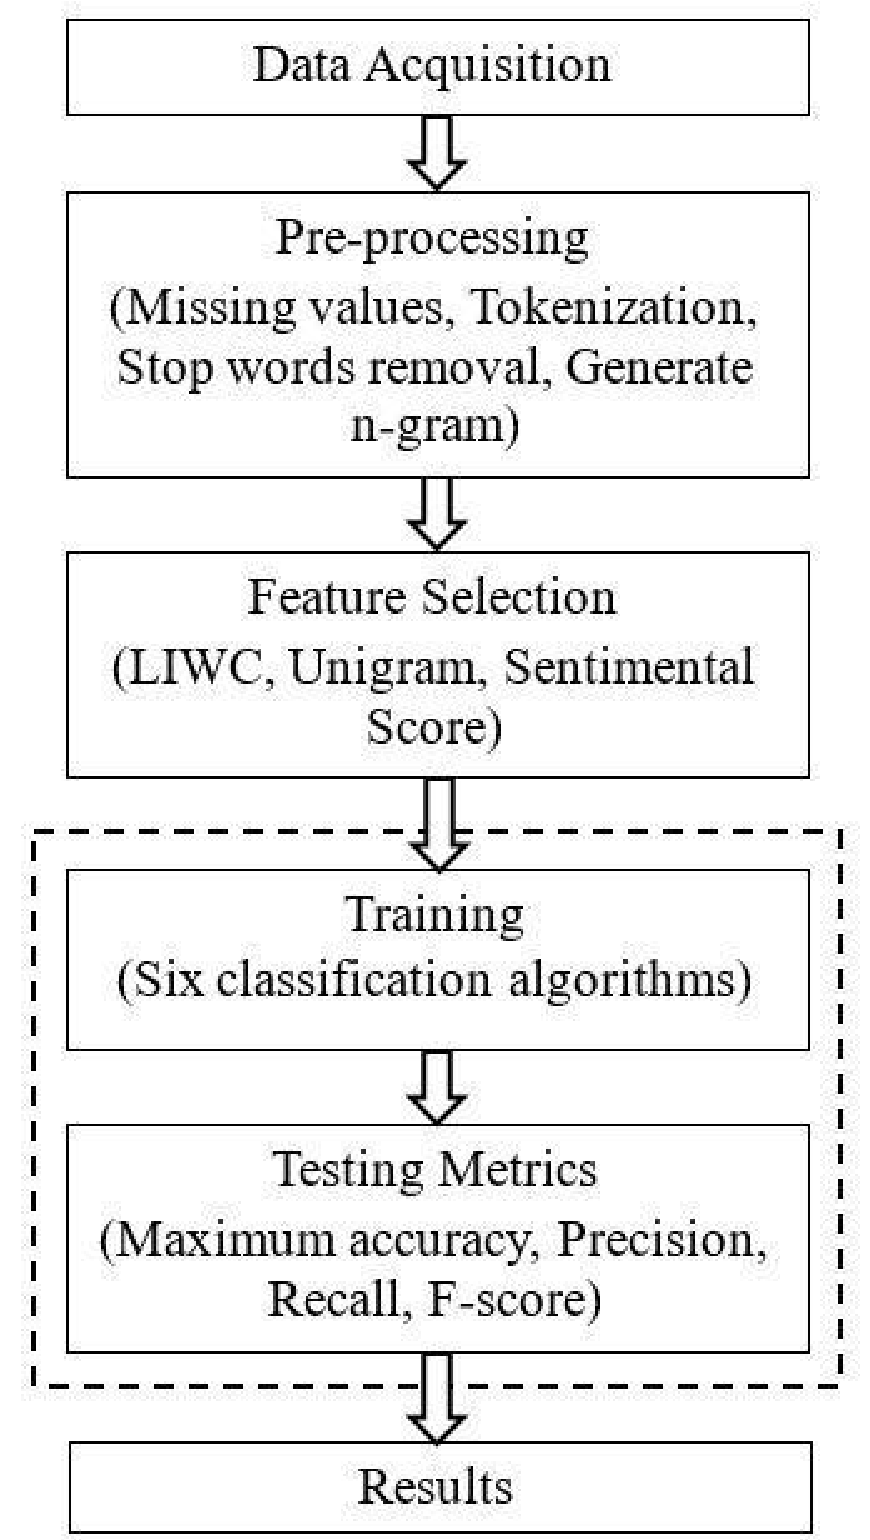 Data Acquisition
Pre-processing
(Missing values, Tokenization,
Stop words removal, Generate
n-gram)
Feature Selection
(LIWC, Unigram, Sentimental
Score)
Training
(Six classification algorithms)
Testing Metrics
(Maximum accuracy, Precision,
Recall, F-score)
Results